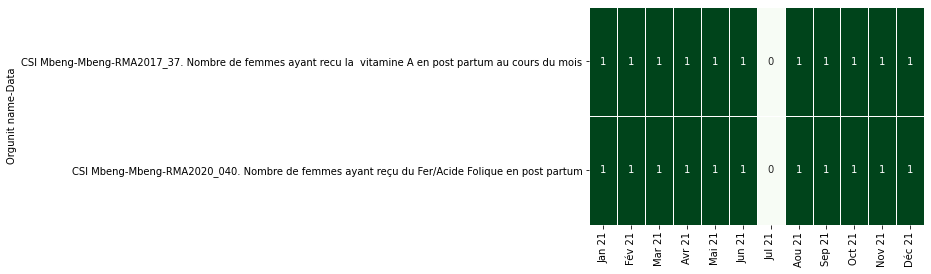 Orgunit name-Data
CSI Mbeng-Mbeng-RMA2017_37. Nombre de femmes ayant recu la  vitamine A en post partum au cours du mois
1 1 1 1 1 1 0 1 1 1 1 1
CSI Mbeng-Mbeng-RMA2020_040. Nombre de femmes ayant reçu du Fer/Acide Folique en post partum
1 1 1 1 1 1 0 1 1 1 1 1
Jan 21
Fév 21
Mar 21
Avr 21
Mai 21
Jun 21
Jul 21
Aou 21
Sep 21
Oct 21
Nov 21
Déc 21